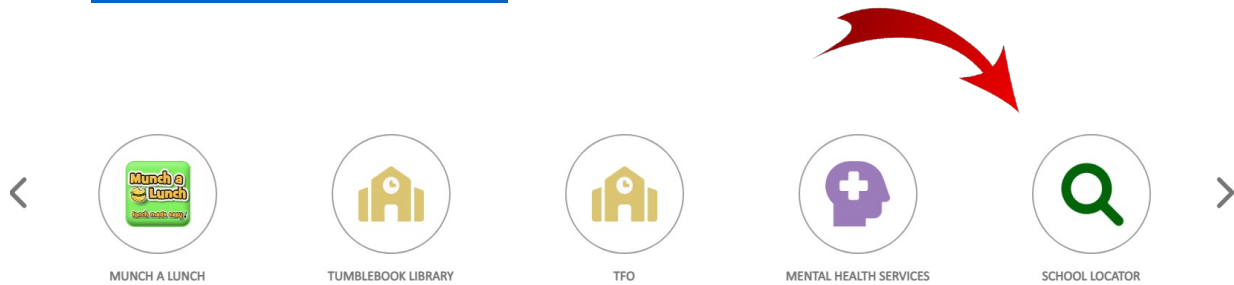 Munch a
Lunch
lunch made easy!
MUNCH A LUNCH
TUMBLEBOOK LIBRARY
TFO
MENTAL HEALTH SERVICES
SCHOOL LOCATOR